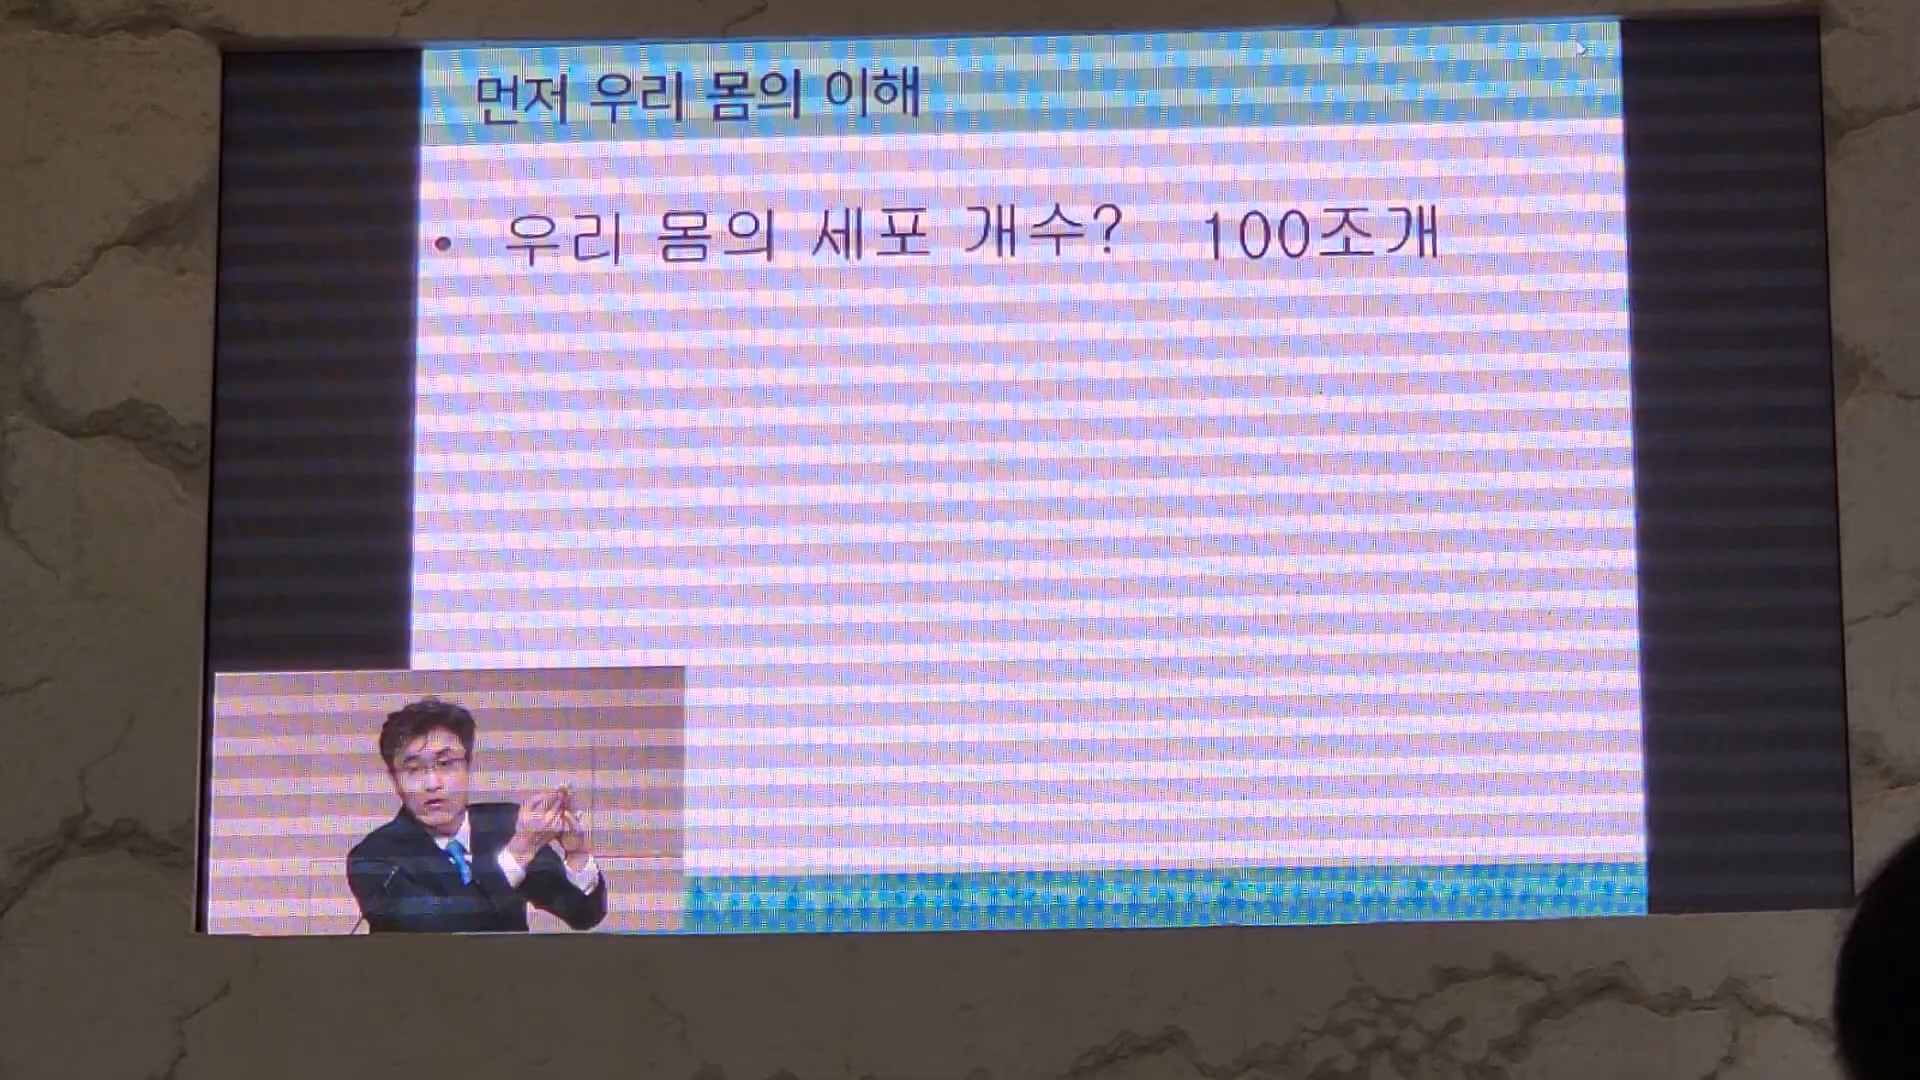 먼저 우리 몸의 이해
• 우리 몸의 세포 개수? 100조개